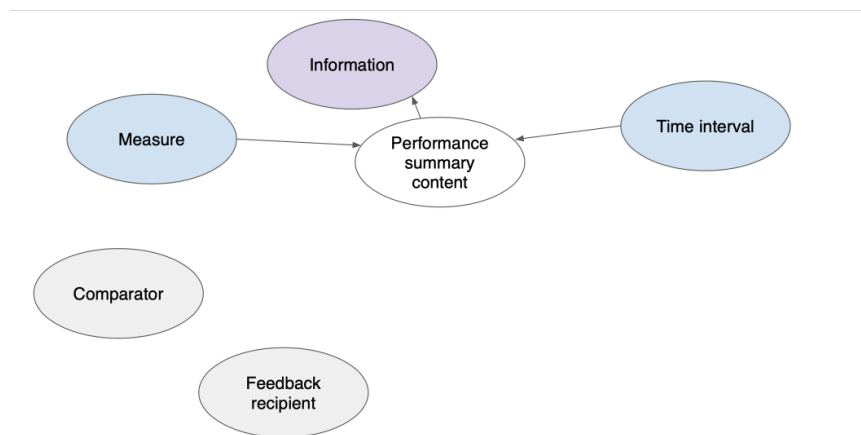 Information
Measure
Time interval
Performance
summary
content
Comparator
Feedback
recipient